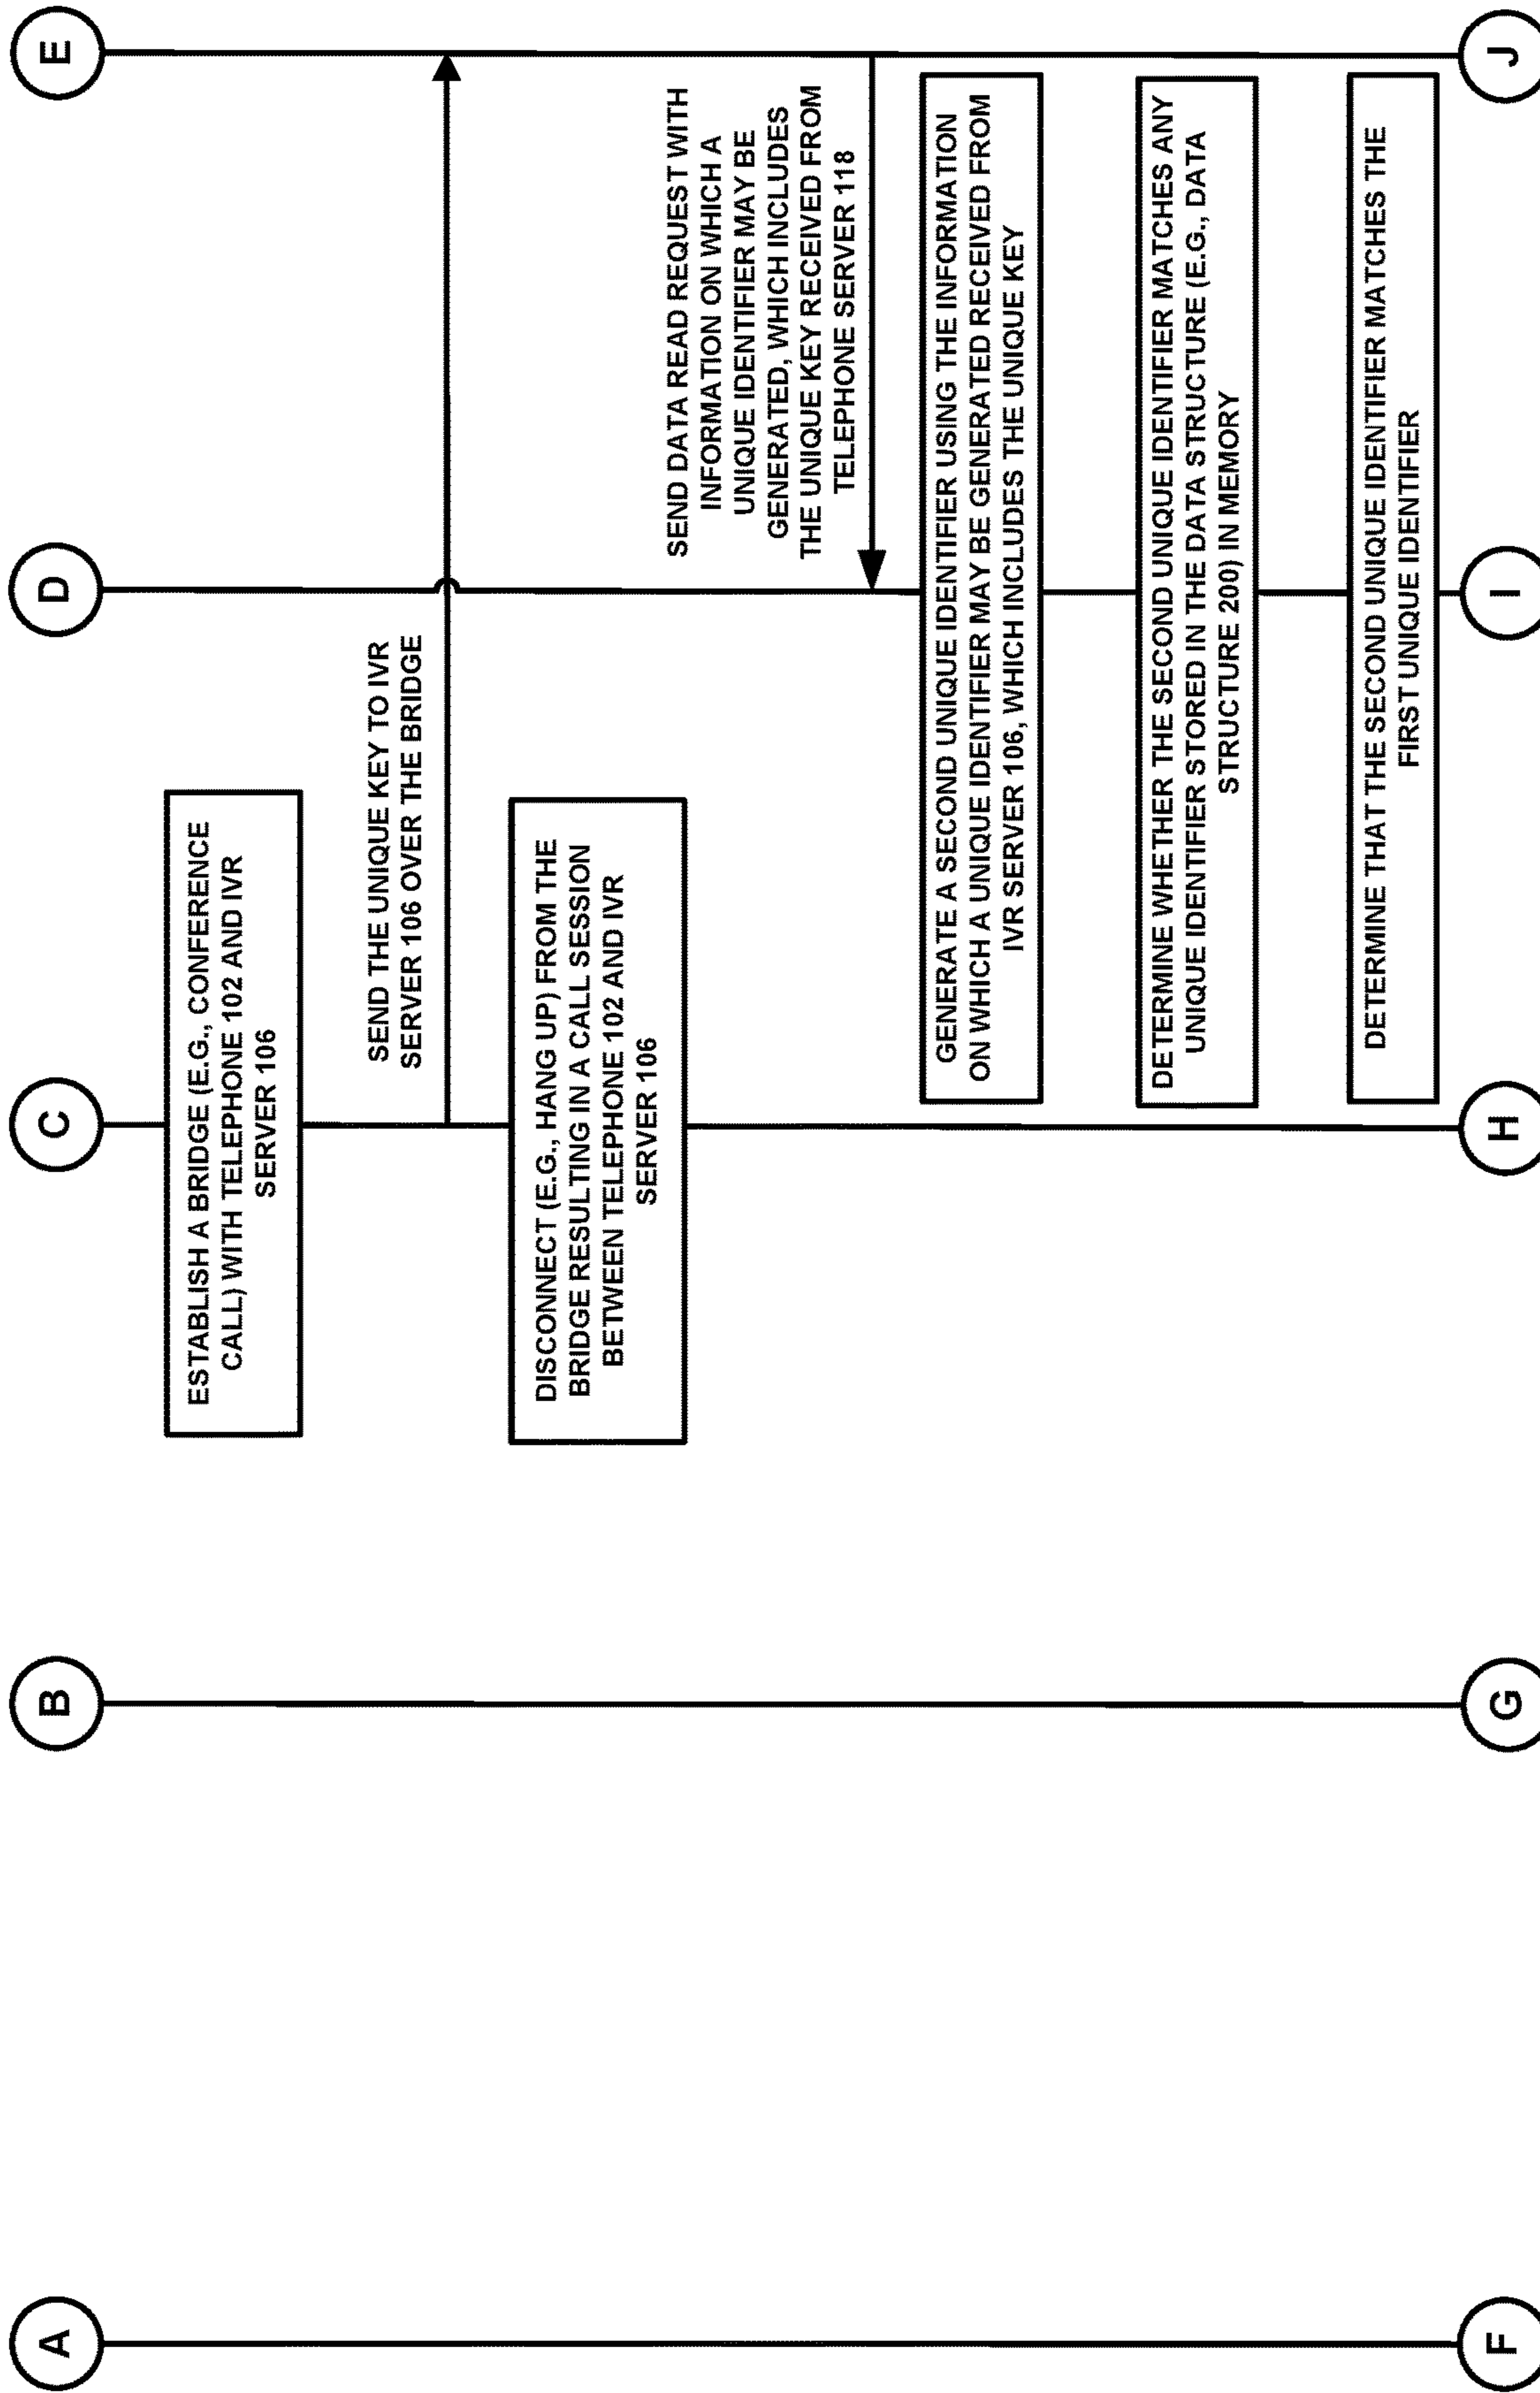 A
B
C
D
E
ESTABLISH A BRIDGE (E.G., CONFERENCE
CALL) WITH TELEPHONE 102 AND IVR
SERVER 106
SEND THE UNIQUE KEY TO IVR
SERVER 106 OVER THE BRIDGE
DISCONNECT (E.G., HANG UP) FROM THE
BRIDGE RESULTING IN A CALL SESSION
BETWEEN TELEPHONE 102 AND IVR
SERVER 106
SEND DATA READ REQUEST WITH
INFORMATION ON WHICH A
UNIQUE IDENTIFIER MAY BE
GENERATED, WHICH INCLUDES
THE UNIQUE KEY RECEIVED FROM
TELEPHONE SERVER 118
GENERATE A SECOND UNIQUE IDENTIFIER USING THE INFORMATION
ON WHICH A UNIQUE IDENTIFIER MAY BE GENERATED RECEIVED FROM
IVR SERVER 106, WHICH INCLUDES THE UNIQUE KEY
DETERMINE WHETHER THE SECOND UNIQUE IDENTIFIER MATCHES ANY
UNIQUE IDENTIFIER STORED IN THE DATA STRUCTURE (E.G., DATA
STRUCTURE 200) IN MEMORY
DETERMINE THAT THE SECOND UNIQUE IDENTIFIER MATCHES THE
FIRST UNIQUE IDENTIFIER
F
G
H
I
J